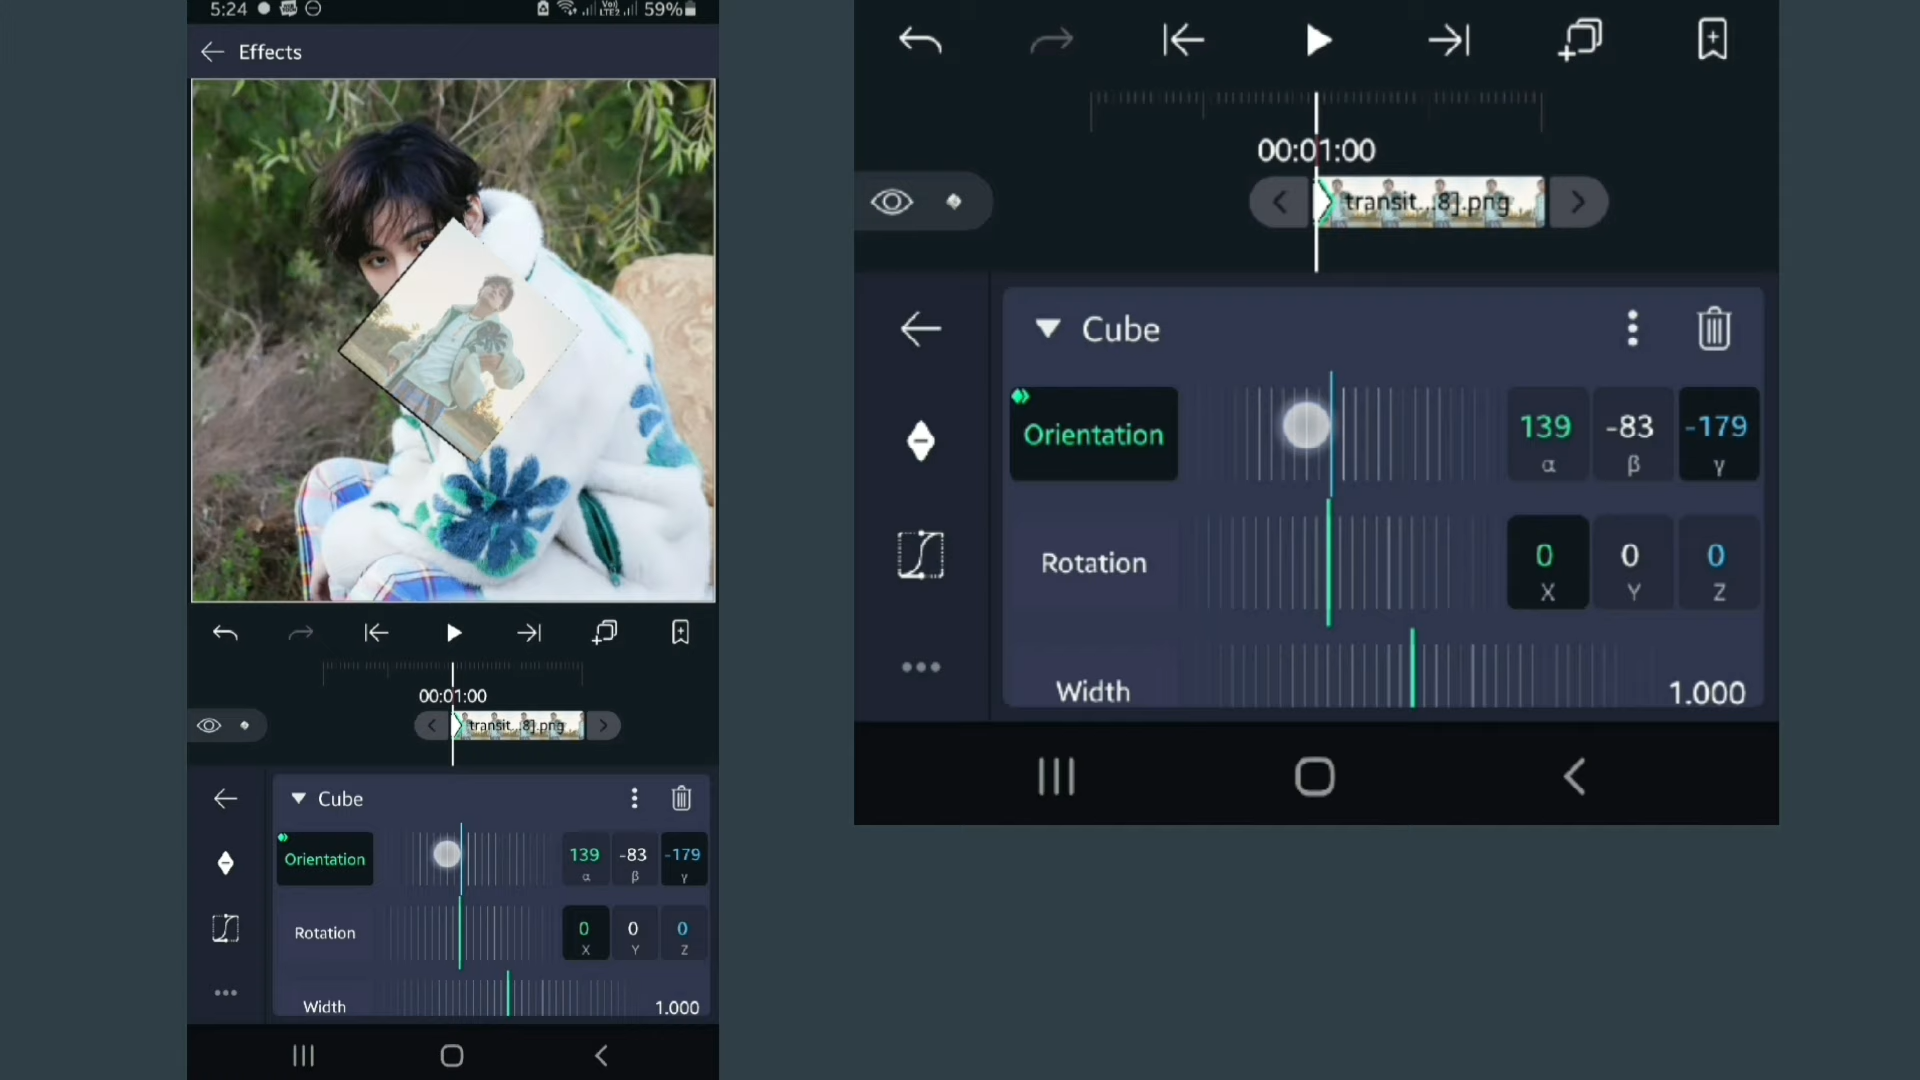 5:24
Vo)
LTE2
59%
Effects
00:01:00
transit...8].png
Cube
Orientation
139 -83 -179
α β γ
Rotation
0 0 0
X Y Z
Width
1.000
00:01:00
transit...8].png
Cube
Orientation
139 -83 -179
α β γ
Rotation
0 0 0
X Y Z
Width
1.000